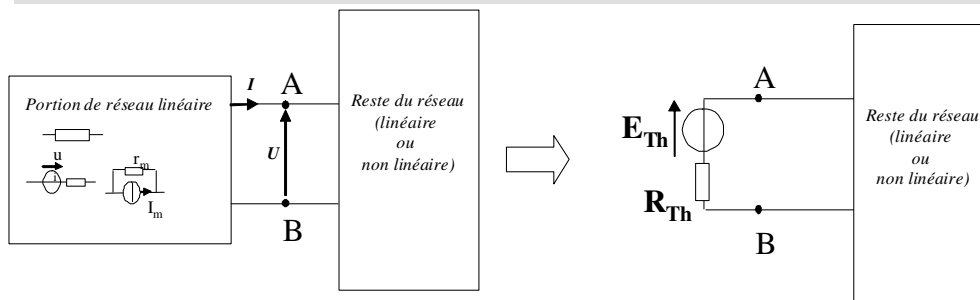 Portion de réseau linéaire
u
i
r_m
I_m
I
A
U
B
Reste du réseau
(linéaire
ou
non linéaire)
E_Th
R_Th
A
B
Reste du réseau
(linéaire
ou
non linéaire)